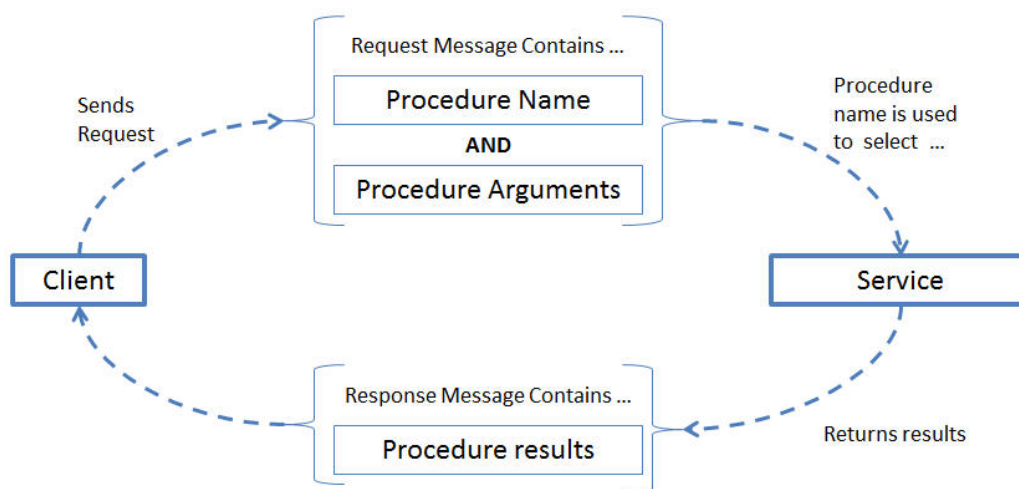 Request Message Contains ...
Procedure Name
AND
Procedure Arguments
Sends
Request
Procedure
name is used
to select ...
Client
Service
Response Message Contains ...
Procedure results
Returns results